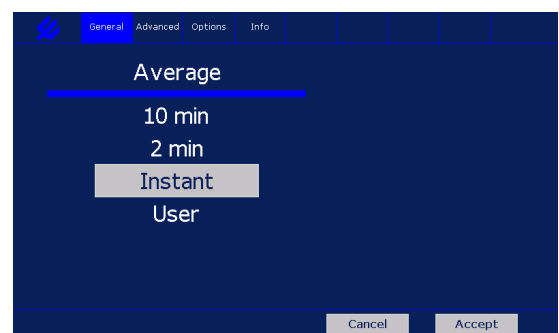 General Advanced Options Info
Average
10 min
2 min
Instant
User
Cancel Accept